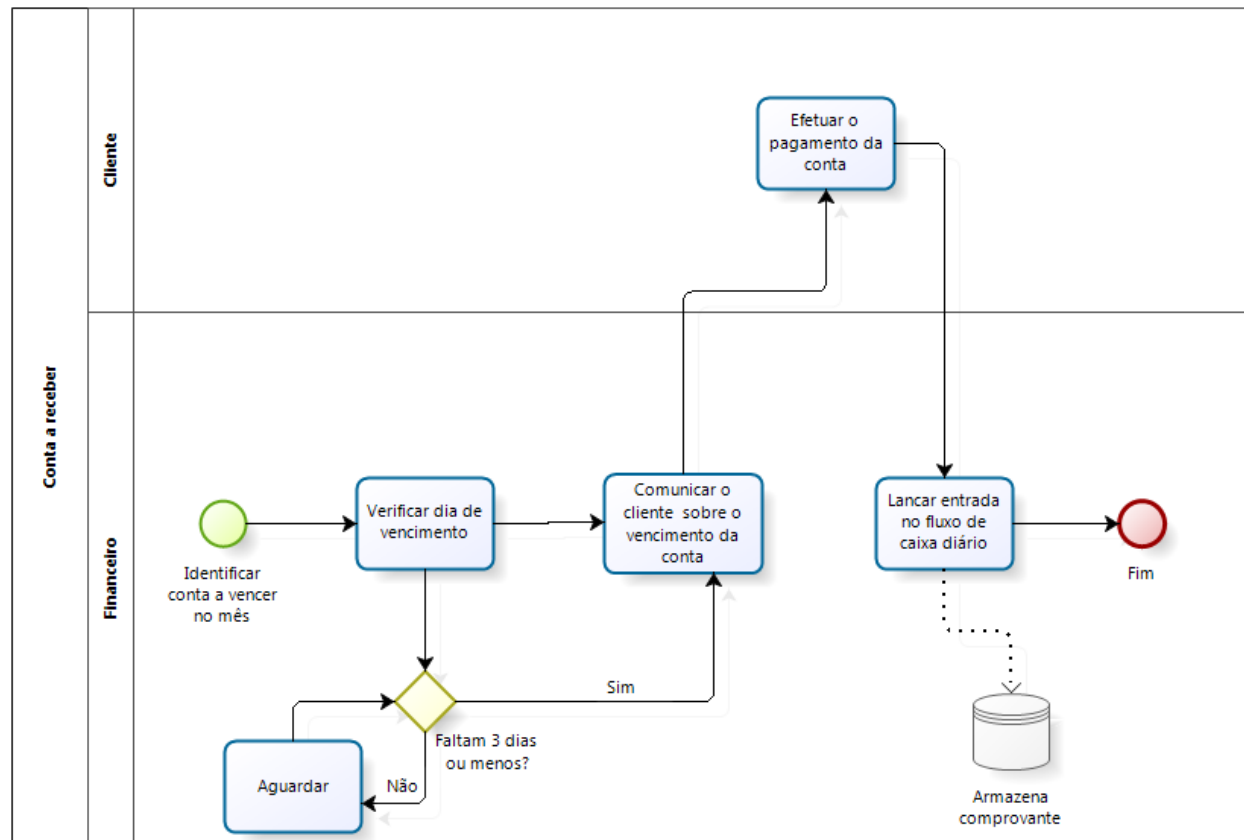 Conta a receber
Cliente
Efetuar o
pagamento da
conta
Financeiro
Identificar
conta a vencer
no mês
Verificar dia de
vencimento
Comunicar o
cliente sobre o
vencimento da
conta
Lancar entrada
no fluxo de
caixa diário
Fim
Sim
Faltam 3 dias
ou menos?
Não
Aguardar
Armazena
comprovante